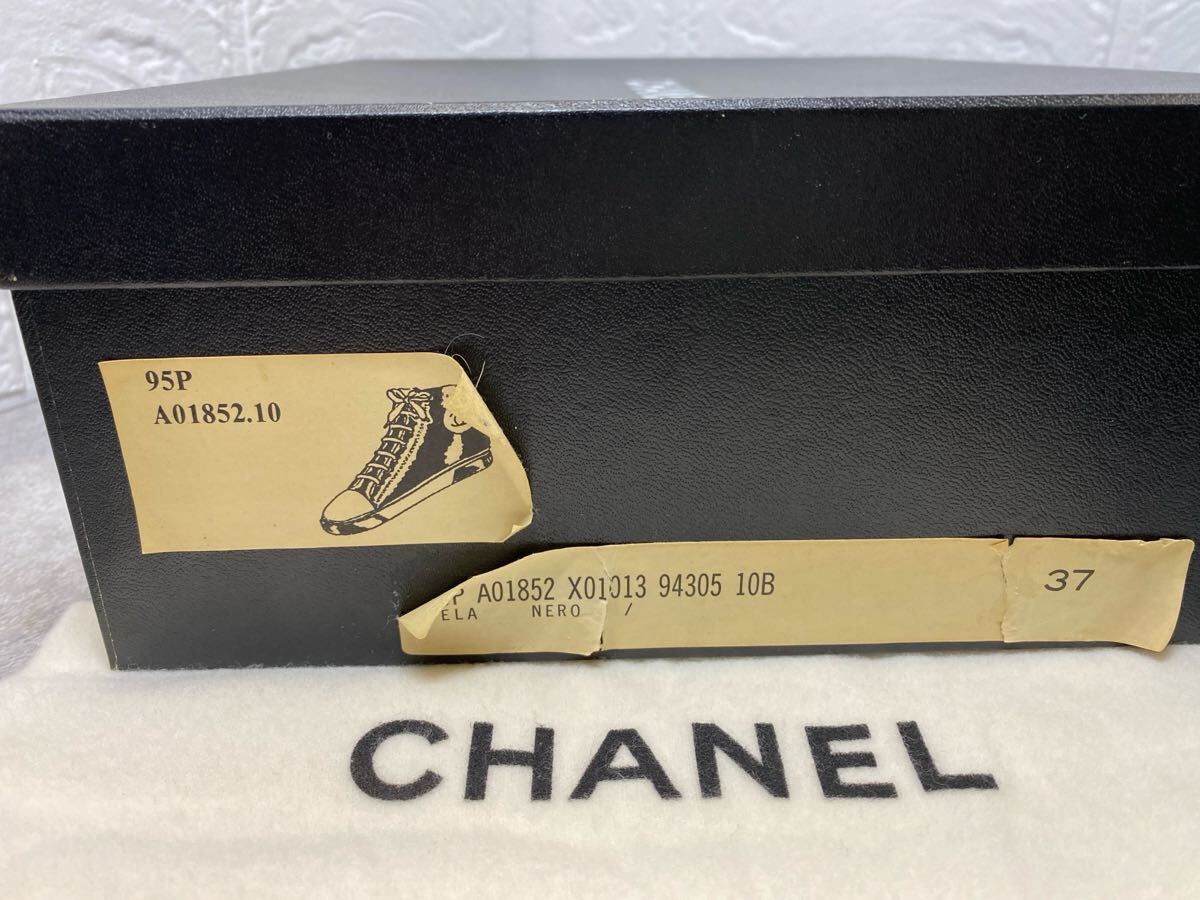 95P
A01852.10
P A01852 X01013 94305 10B
37
ELA NERO /
CHANEL